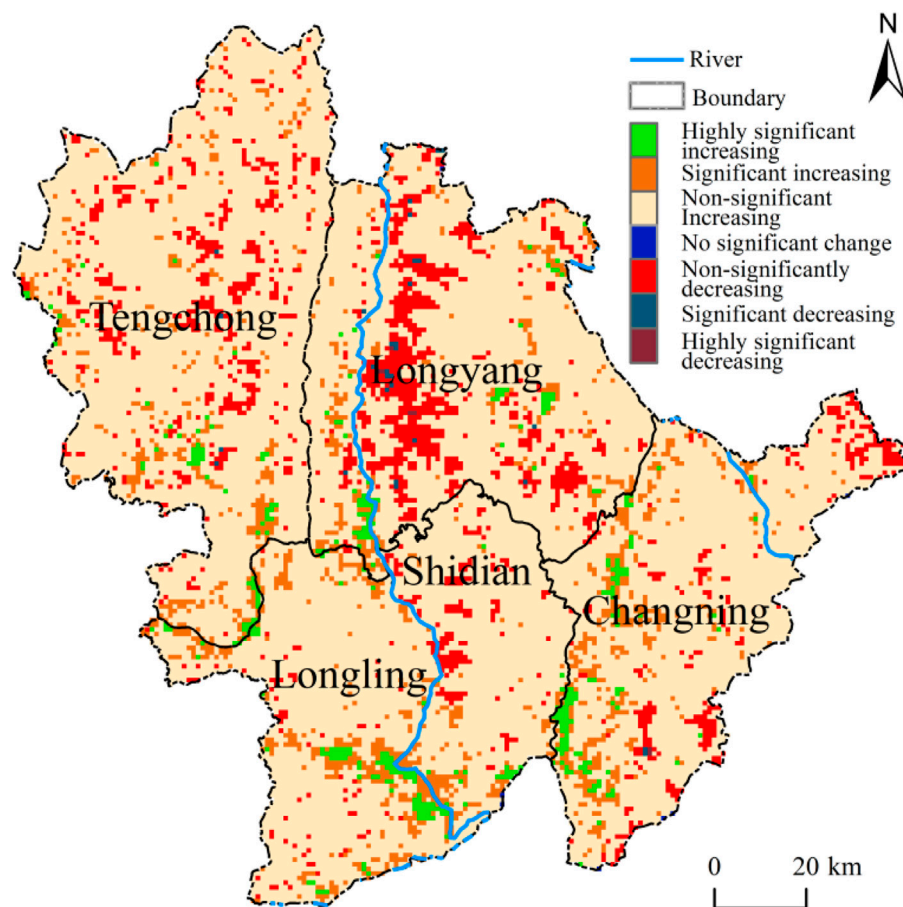 N
River
Boundary
Highly significant
increasing
Significant increasing
Non-significant
Increasing
No significant change
Non-significantly
decreasing
Significant decreasing
Highly significant
decreasing
Tengchong
Longyang
Shidian
Changning
Longling
0 20 km